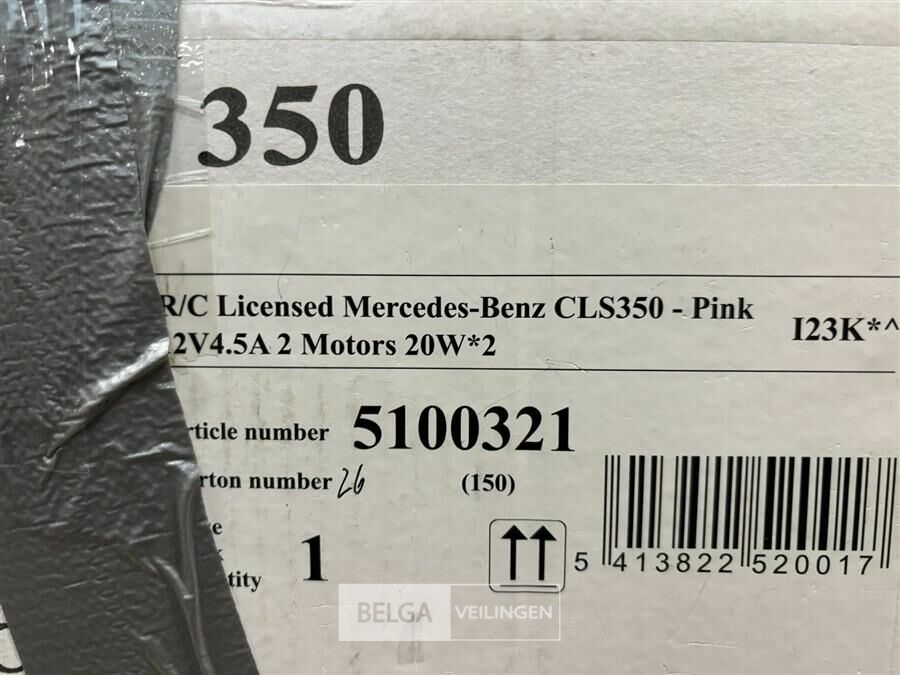 350
R/C Licensed Mercedes-Benz CLS350 - Pink
2V4.5A 2 Motors 20W*2
I23K*^
rticle number 5100321
rton number 26 (150)
e
1
tity
5 413822 520017
BELGA VEILINGEN